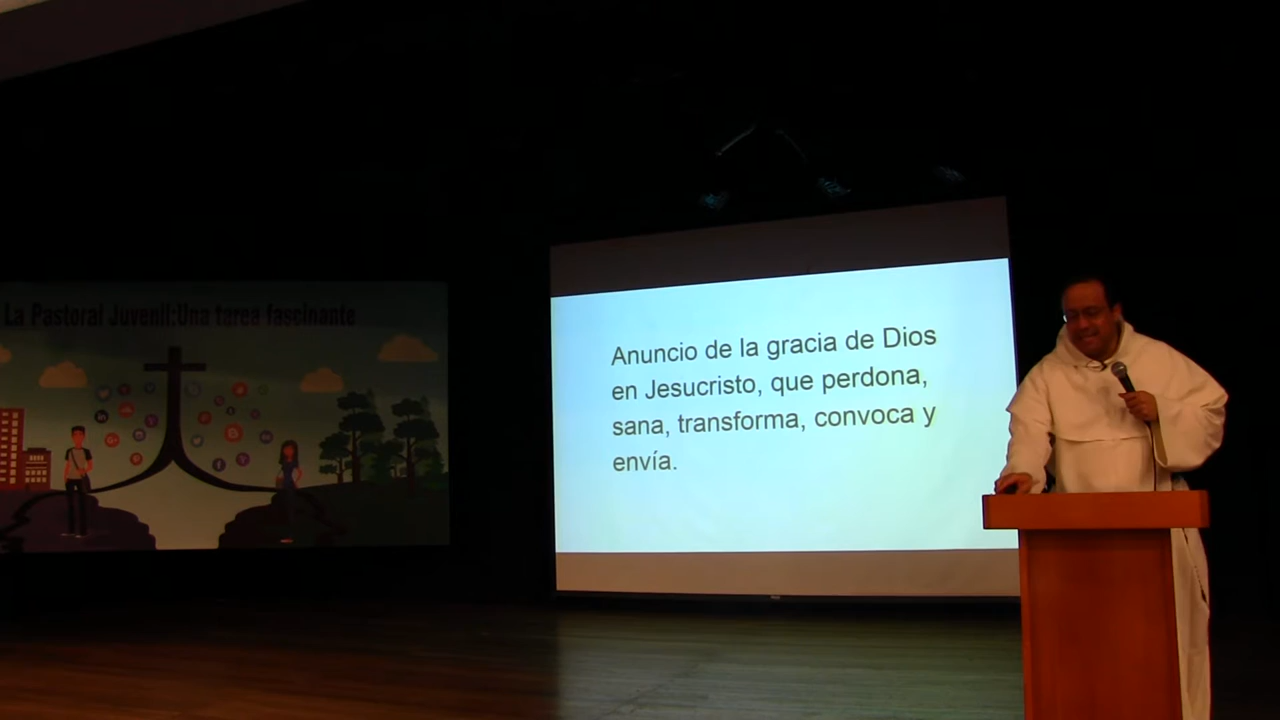 La Pastoral Juvenil:Una tarea fascinante
Anuncio de la gracia de Dios
en Jesucristo, que perdona,
sana, transforma, convoca y
envía.